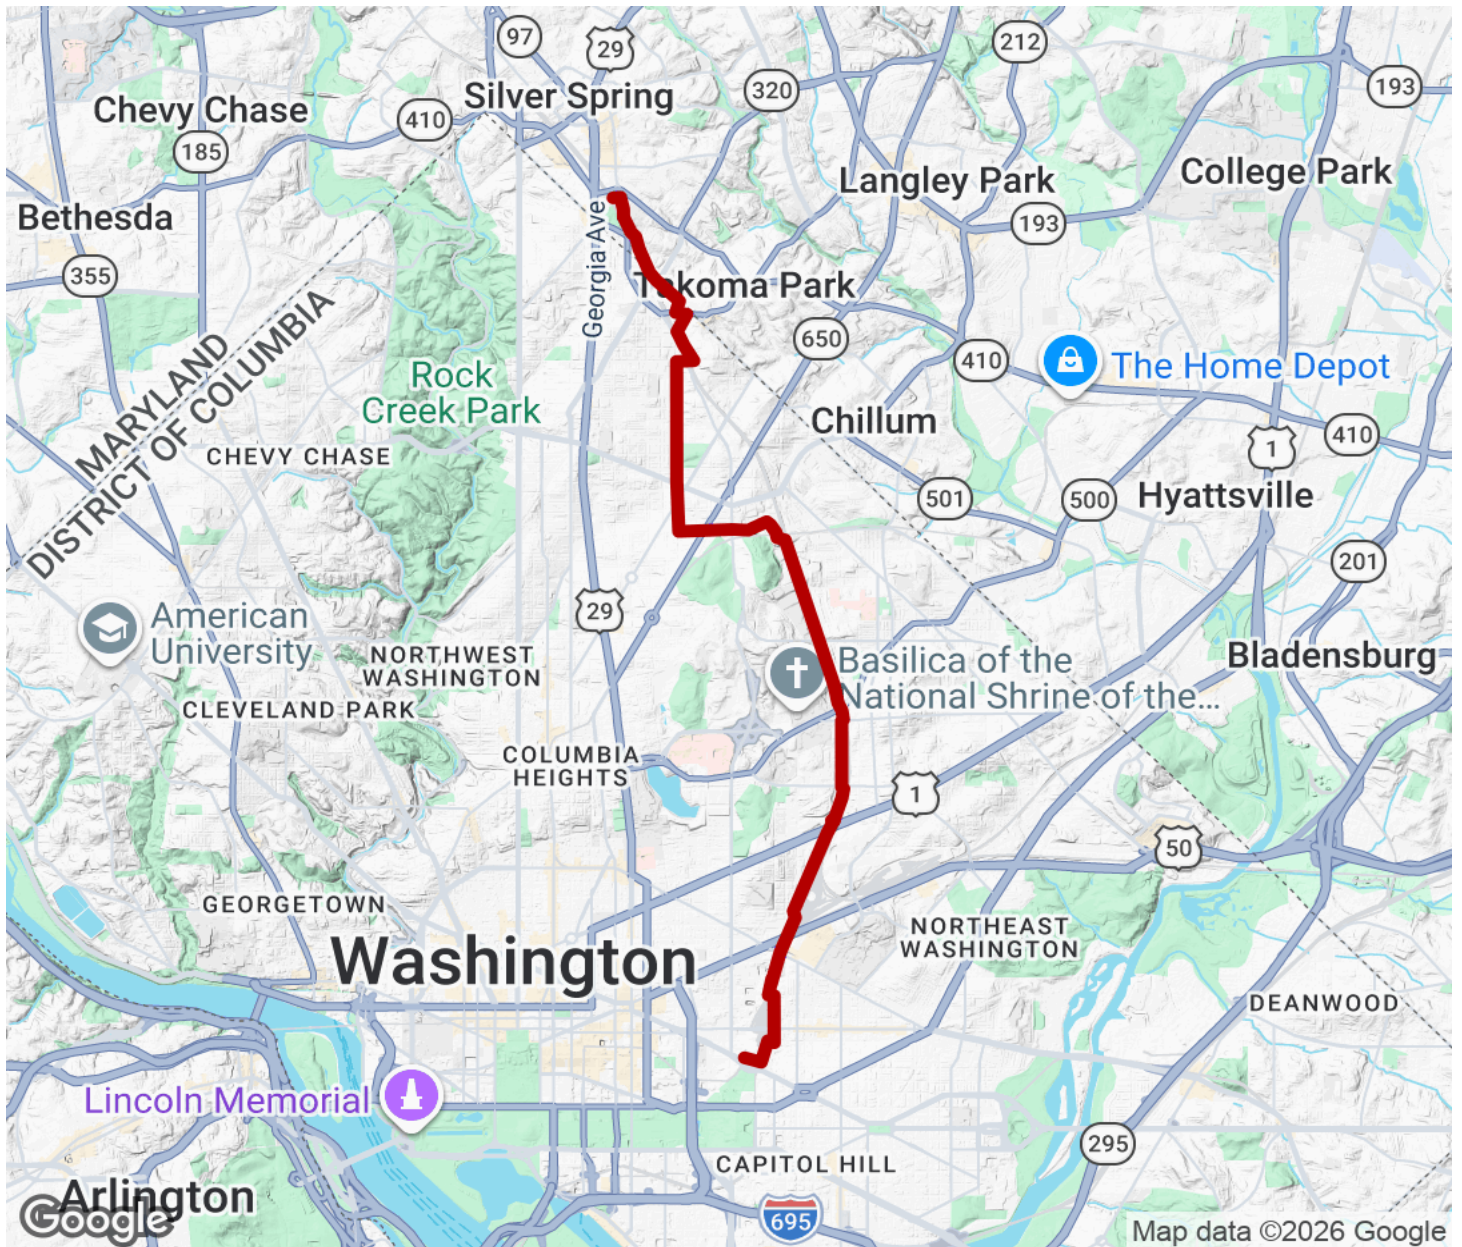 97
29
212
320
193
Silver Spring
Chevy Chase
410
185
Langley Park
College Park
193
Bethesda
355
Georgia Ave
Takoma Park
650
410
The Home Depot
MARYLAND
DISTRICT OF COLUMBIA
Rock
Creek Park
Chillum
410
1
CHEVY CHASE
501
500
Hyattsville
201
29
American
University
NORTHWEST
WASHINGTON
Basilica of the
National Shrine of the...
Bladensburg
CLEVELAND PARK
COLUMBIA
HEIGHTS
1
50
GEORGETOWN
NORTHEAST
WASHINGTON
Washington
DEANWOOD
Lincoln Memorial
295
CAPITOL HILL
Arlington
Google
695
Map data ©2026 Google